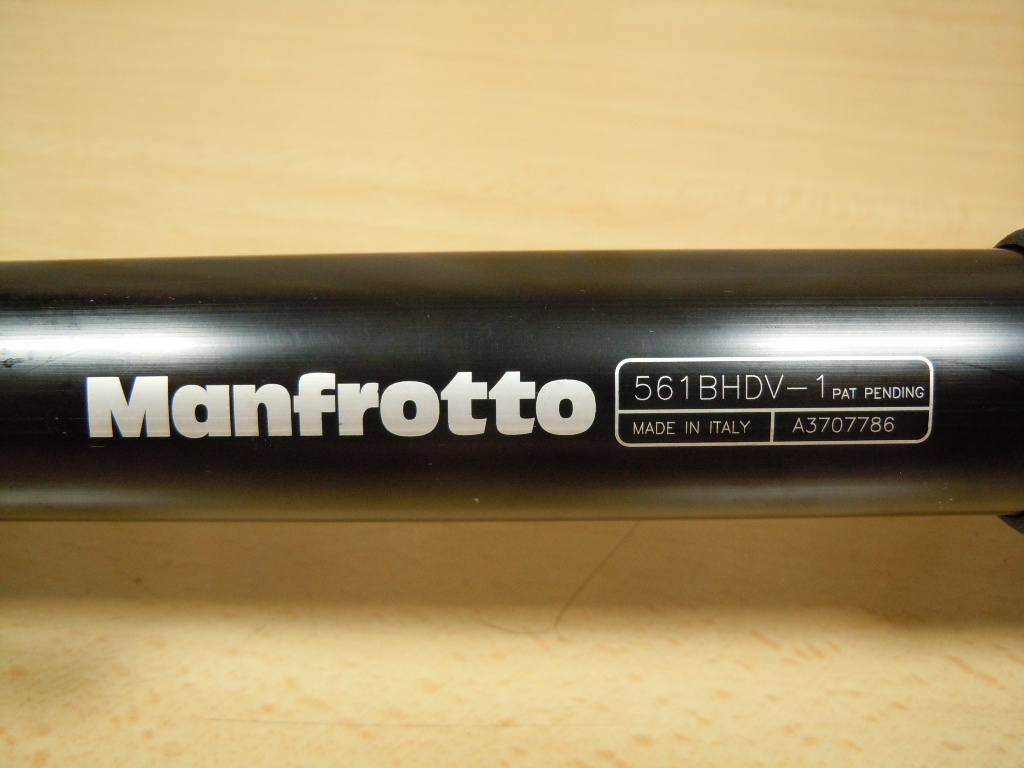 Manfrotto
561BHDV-1 PAT PENDING
MADE IN ITALY A3707786